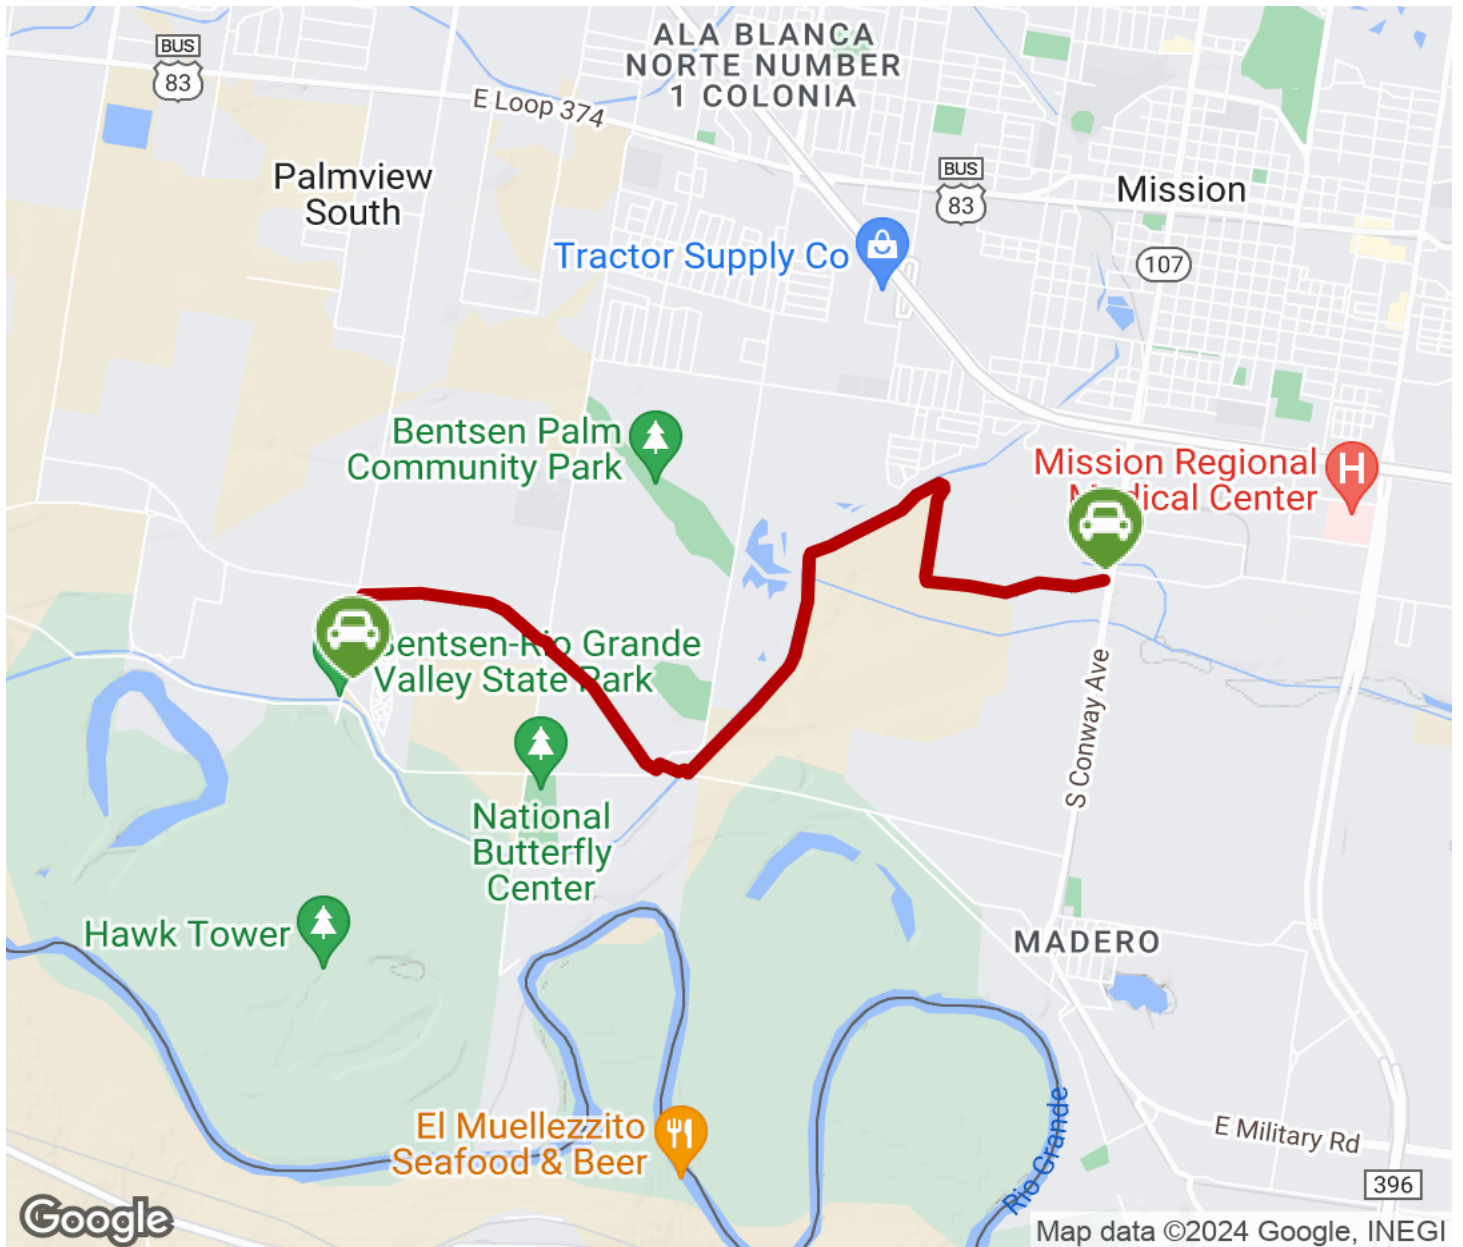 ALA BLANCA
NORTE NUMBER
1 COLONIA
BUS
83
E Loop 374
Palmview
South
BUS
83
Mission
Tractor Supply Co
107
Bentsen Palm
Community Park
Mission Regional
Medical Center
H
Bentsen-Rio Grande
Valley State Park
S Conway Ave
National
Butterfly
Center
Hawk Tower
MADERO
El Muellezzito
Seafood & Beer
Rio Grande
E Military Rd
396
Google
Map data ©2024 Google, INEGI